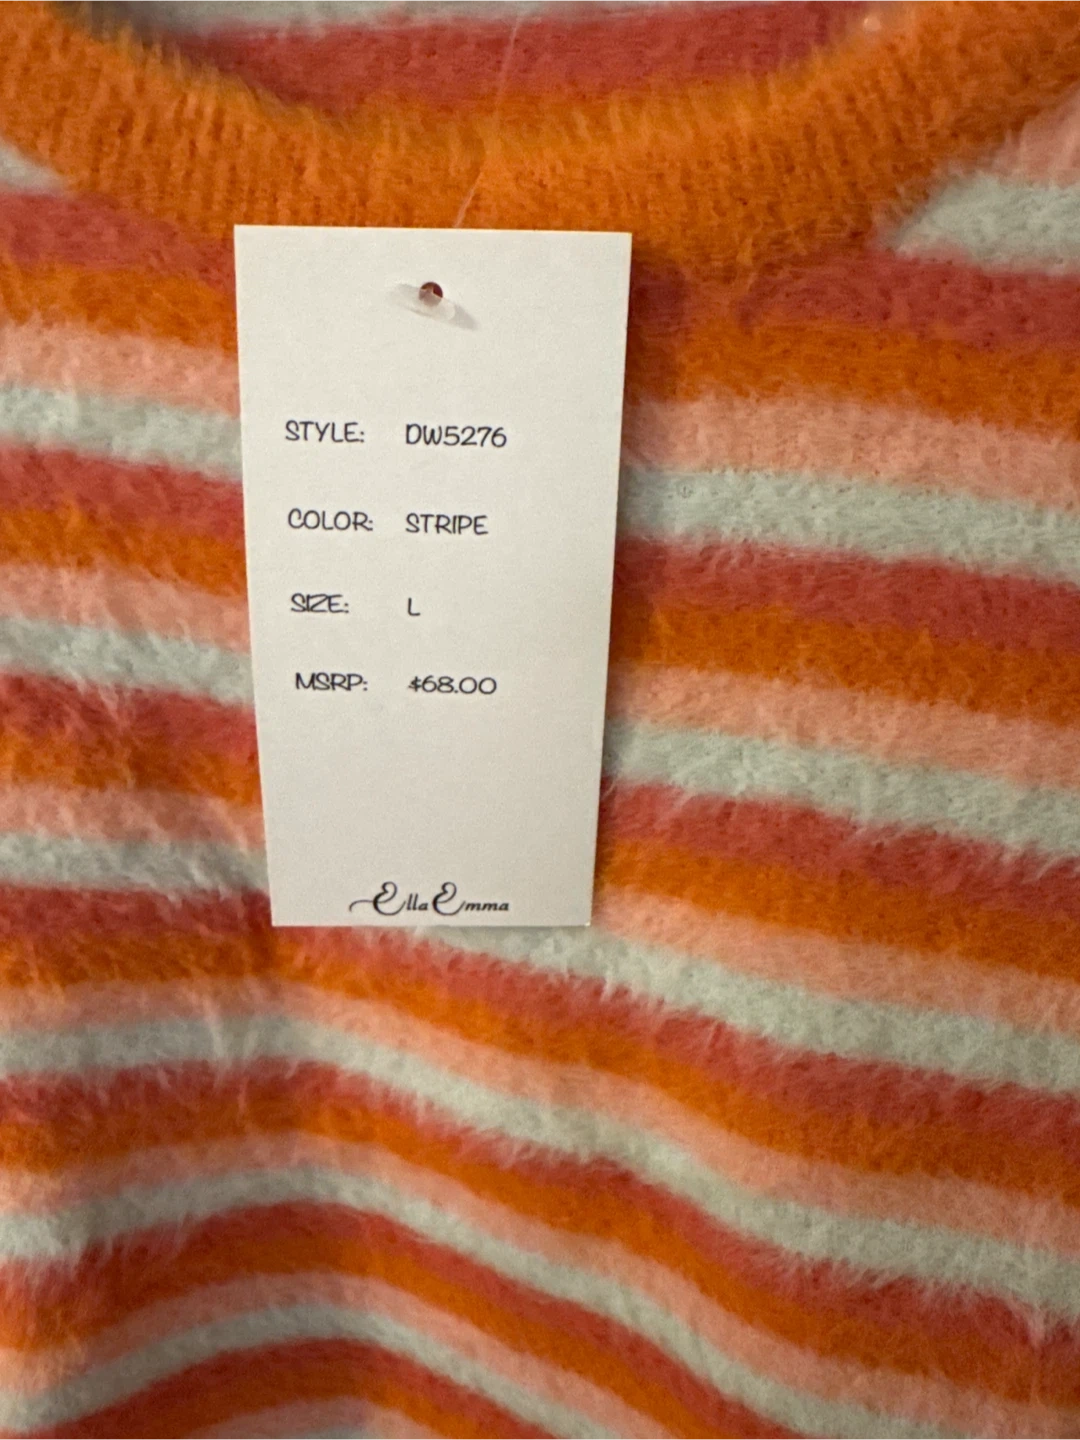 STYLE: DW5276
COLOR: STRIPE
SIZE: L
MSRP: $68.00
Ella Emma